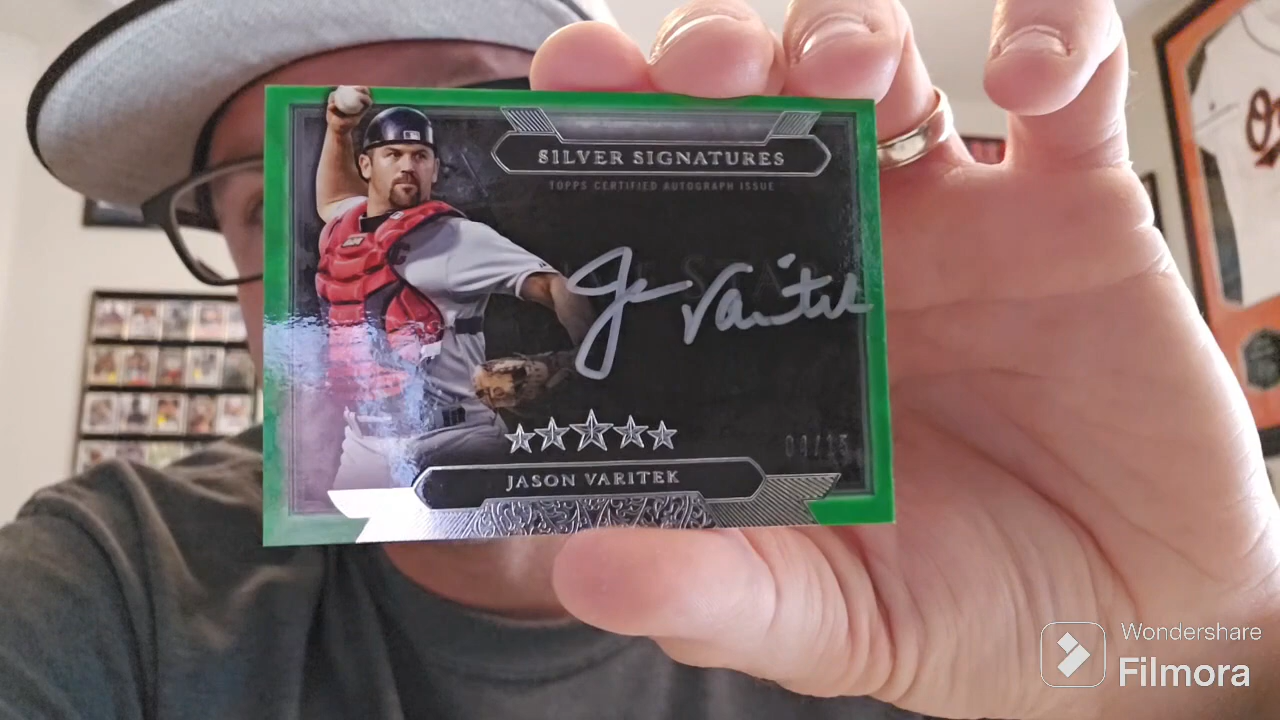 SILVER SIGNATURES
TOPPS CERTIFIED AUTOGRAPH ISSUE
Jason Varitek
JASON VARITEK
Wondershare
Filmora